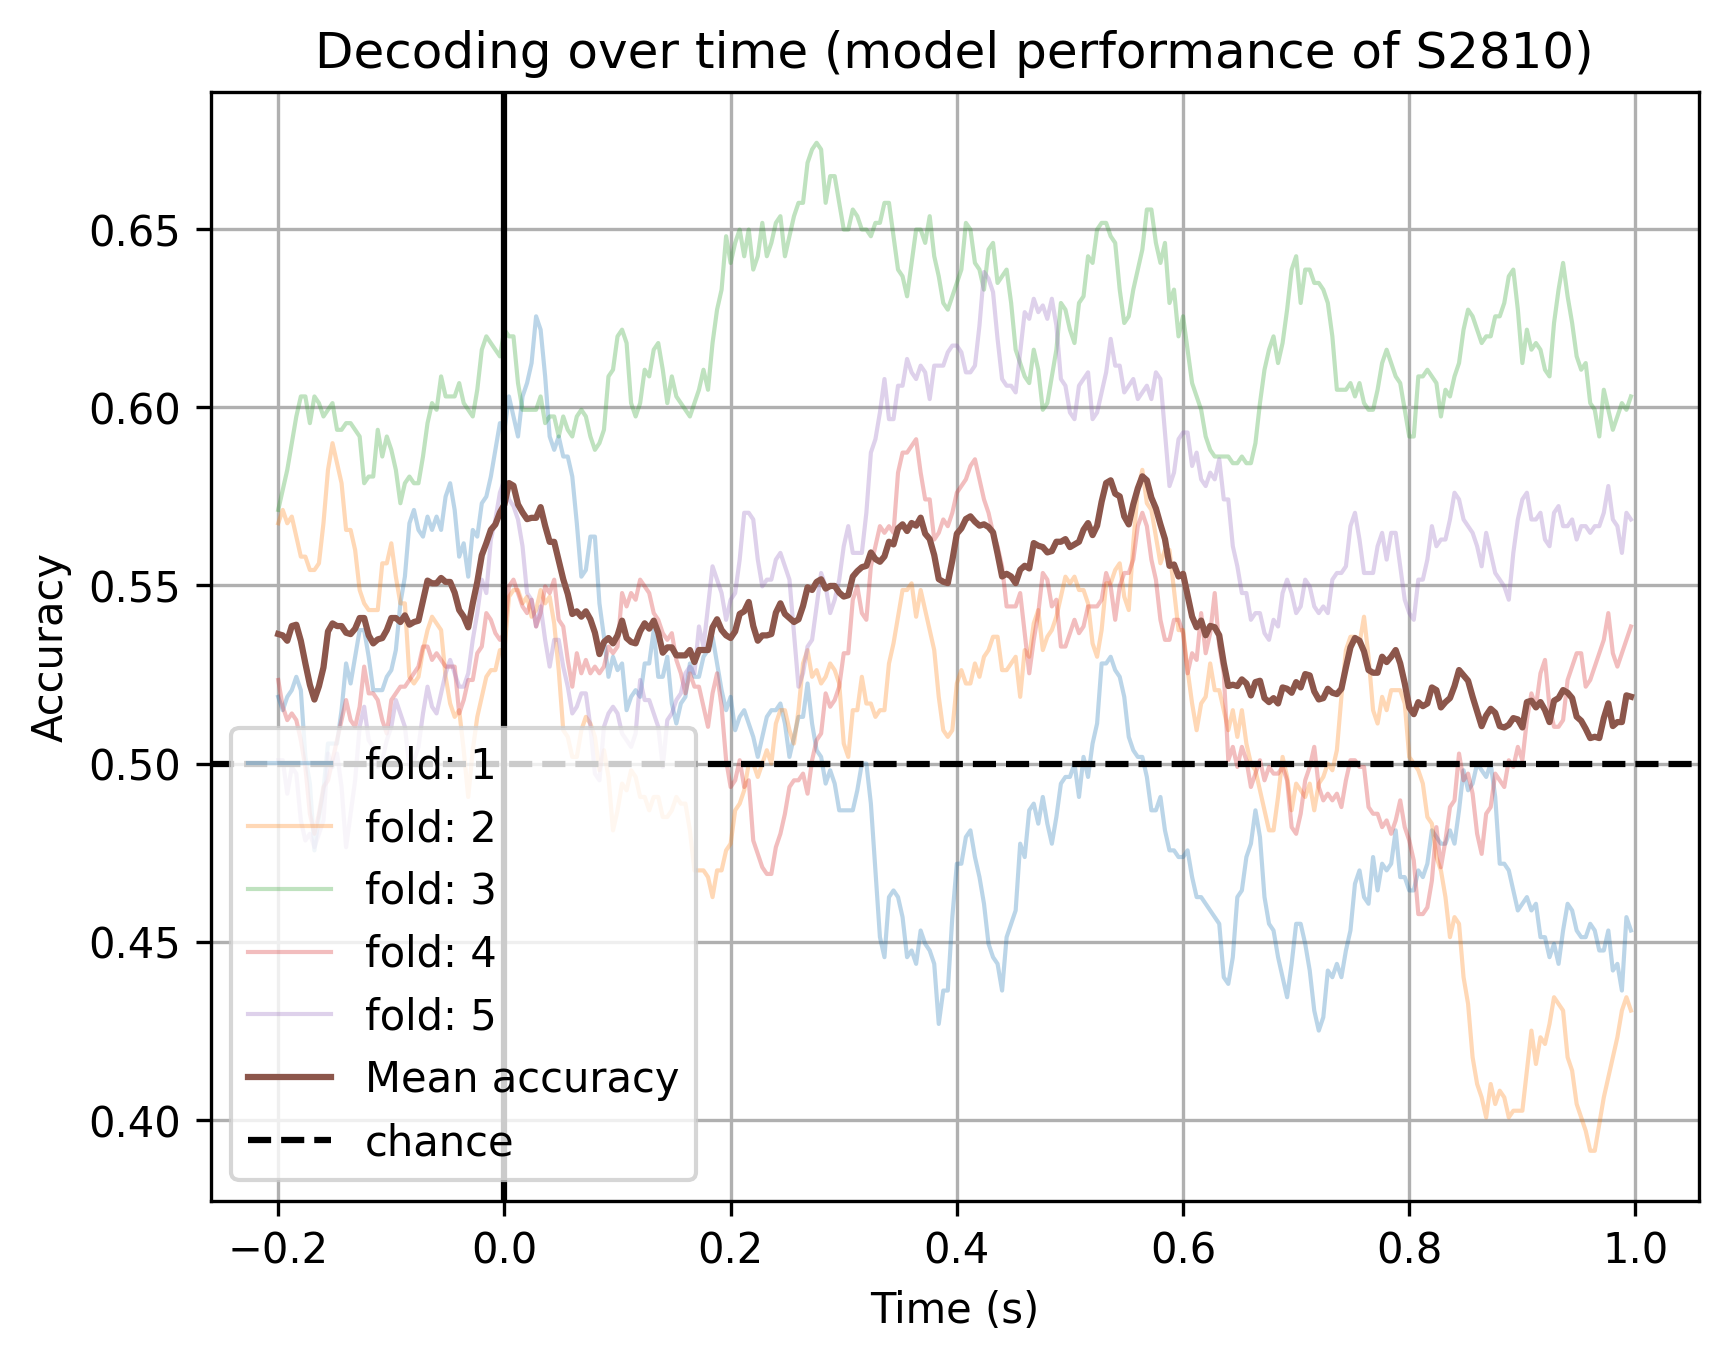 Decoding over time (model performance of S2810)
Accuracy
0.65
0.60
0.55
0.50
0.45
0.40
fold: 1
fold: 2
fold: 3
fold: 4
fold: 5
Mean accuracy
chance
−0.2 0.0 0.2 0.4 0.6 0.8 1.0
Time (s)